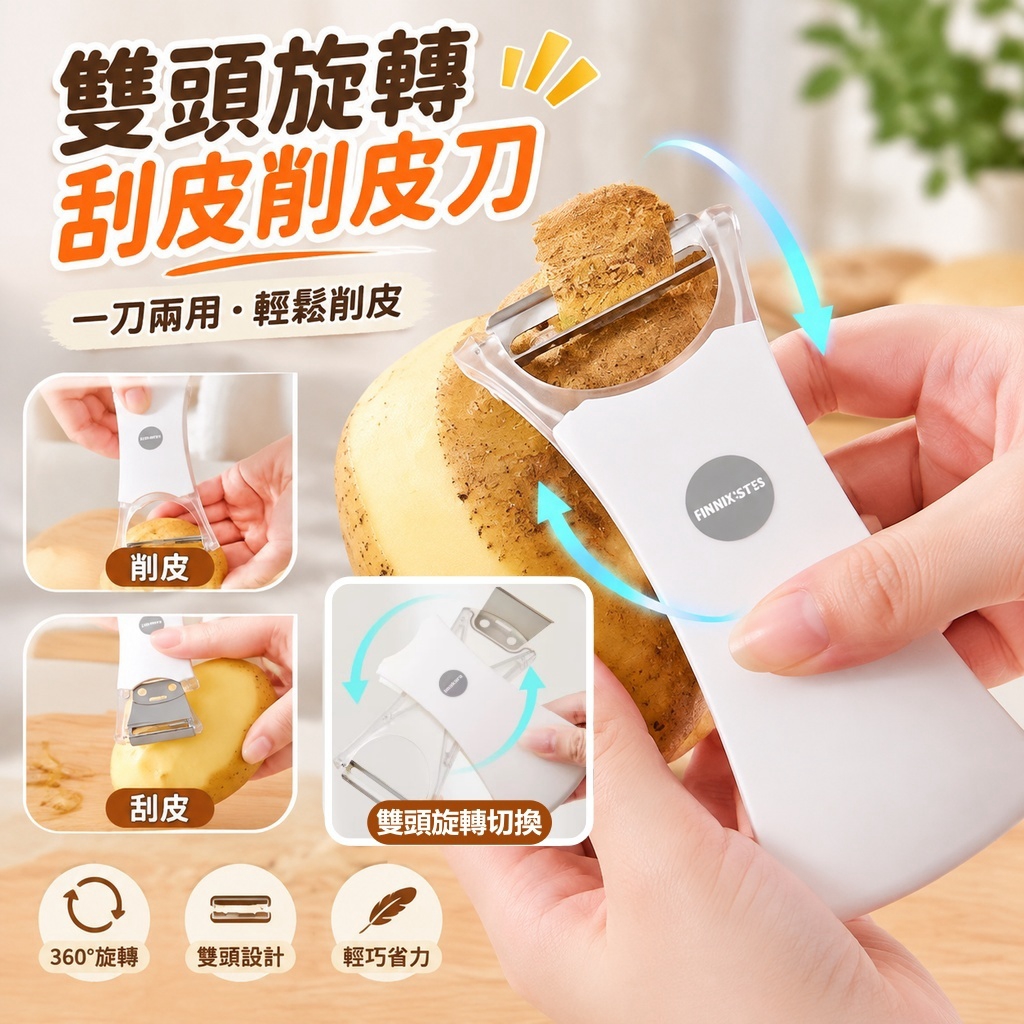 雙頭旋轉
刮皮削皮刀
一刀兩用·輕鬆削皮
FINNIX:STES
削皮
刮皮
雙頭旋轉切換
360°旋轉
雙頭設計
輕巧省力